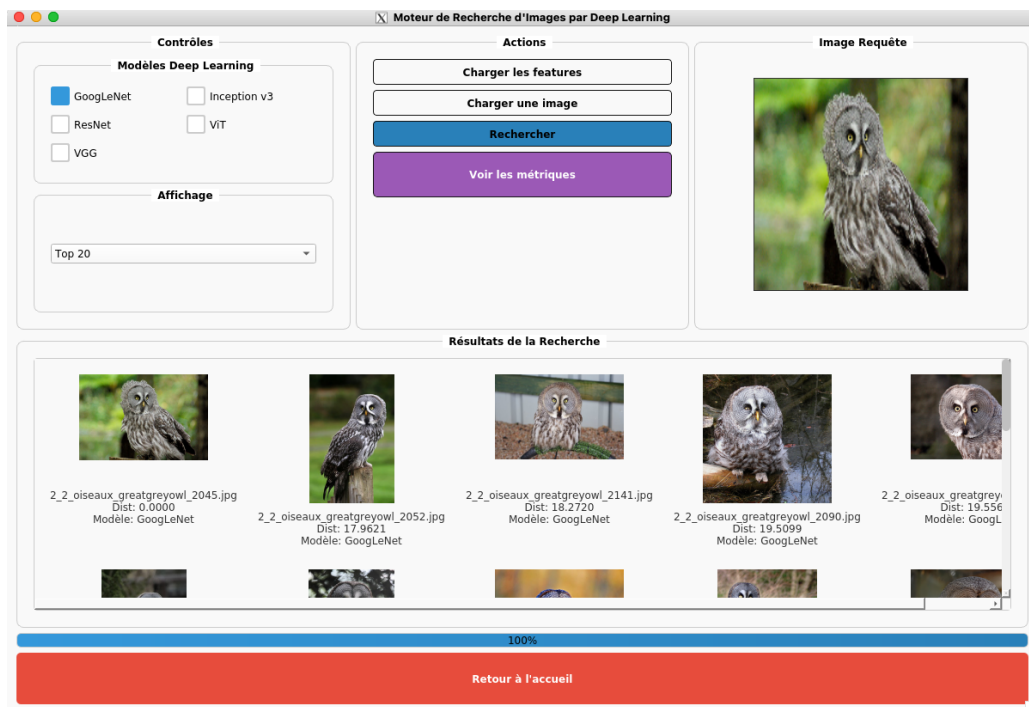 Moteur de Recherche d'Images par Deep Learning
Contrôles
Modèles Deep Learning
GoogLeNet
Inception v3
ResNet
ViT
VGG
Affichage
Top 20
Actions
Charger les features
Charger une image
Rechercher
Voir les métriques
Image Requête
Résultats de la Recherche
2_2_oiseaux_greatgreyowl_2045.jpg
Dist: 0.0000
Modèle: GoogLeNet
2_2_oiseaux_greatgreyowl_2052.jpg
Dist: 17.9621
Modèle: GoogLeNet
2_2_oiseaux_greatgreyowl_2141.jpg
Dist: 18.2720
Modèle: GoogLeNet
2_2_oiseaux_greatgreyowl_2090.jpg
Dist: 19.5099
Modèle: GoogLeNet
2_2_oiseaux_greatgrey
Dist: 19.556
Modèle: GoogL
100%
Retour à l'accueil